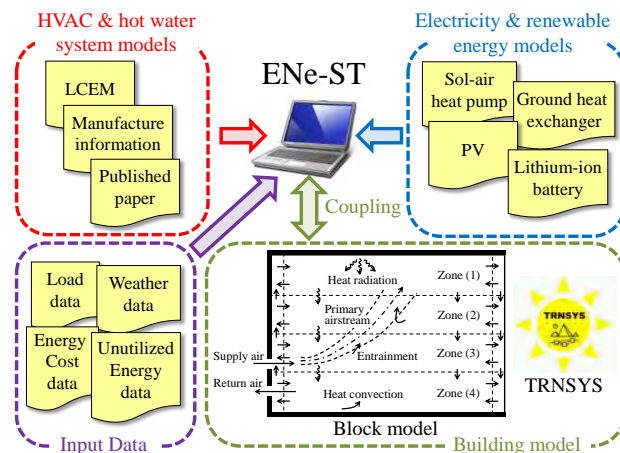 HVAC & hot water
system models
LCEM
Manufacture
information
Published
paper
ENe-ST
Electricity & renewable
energy models
Sol-air
heat pump
Ground heat
exchanger
PV
Lithium-ion
battery
Coupling
Load
data
Weather
data
Energy
Cost
data
Unutilized
Energy
data
Input Data
Heat radiation
Zone (1)
Primary
airstream
Zone (2)
Supply air
Entrainment
Zone (3)
Return air
Heat convection
Zone (4)
Block model
TRNSYS
TRNSYS
Building model